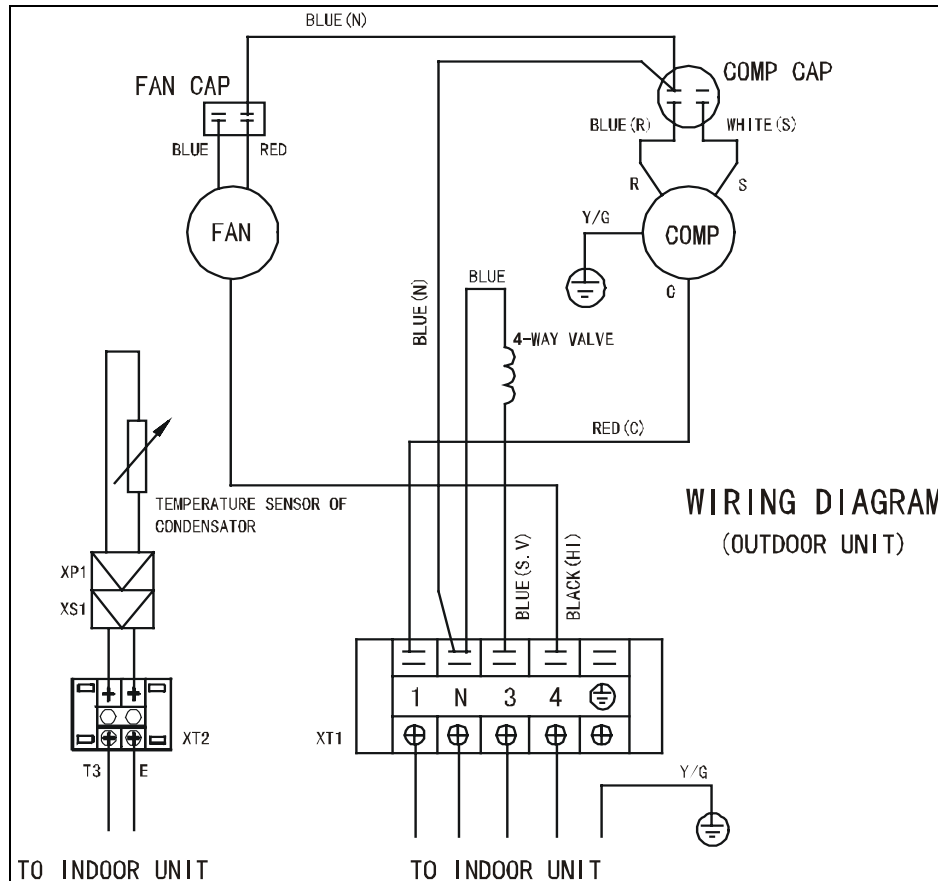 BLUE(N)
FAN CAP
COMP CAP
BLUE(R)
WHITE(S)
BLUE
RED
R
S
Y/G
FAN
COMP
C
BLUE
BLUE(N)
4-WAY VALVE
RED(C)
TEMPERATURE SENSOR OF
CONDENSATOR
WIRING DIAGRAM
(OUTDOOR UNIT)
BLUE(S.V)
BLACK(HI)
XP1
XS1
1 N 3 4
XT2
XT1
T3 E
Y/G
TO INDOOR UNIT
TO INDOOR UNIT